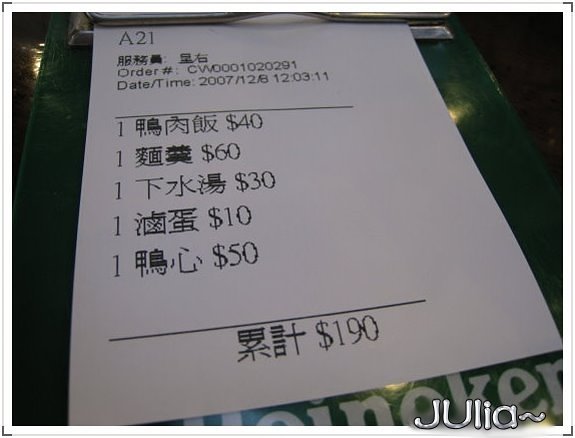 A21
服務員: 呈右
Order #: CW0001020291
Date/Time: 2007/12/8 12:03:11
1 鴨肉飯 $40
1 麵羹 $60
1 下水湯 $30
1 滷蛋 $10
1 鴨心 $50
累計 $190
Heineken
JUlia~